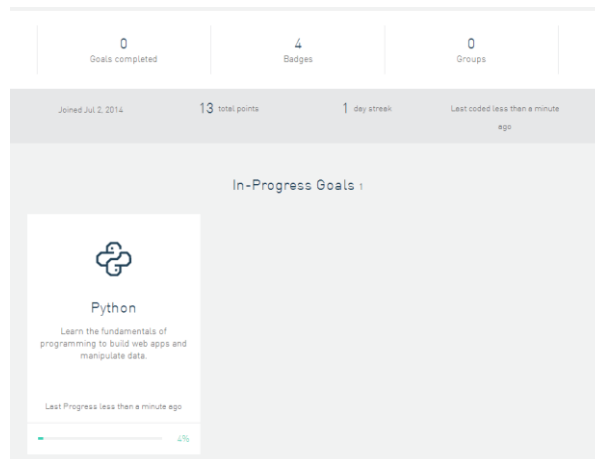 0
Goals completed
4
Badges
0
Groups
Joined Jul 2, 2014
13 total points
1 day streak
Last coded less than a minute
ago
In-Progress Goals 1
Python
Learn the fundamentals of
programming to build web apps and
manipulate data.
Last Progress less than a minute ago
4%